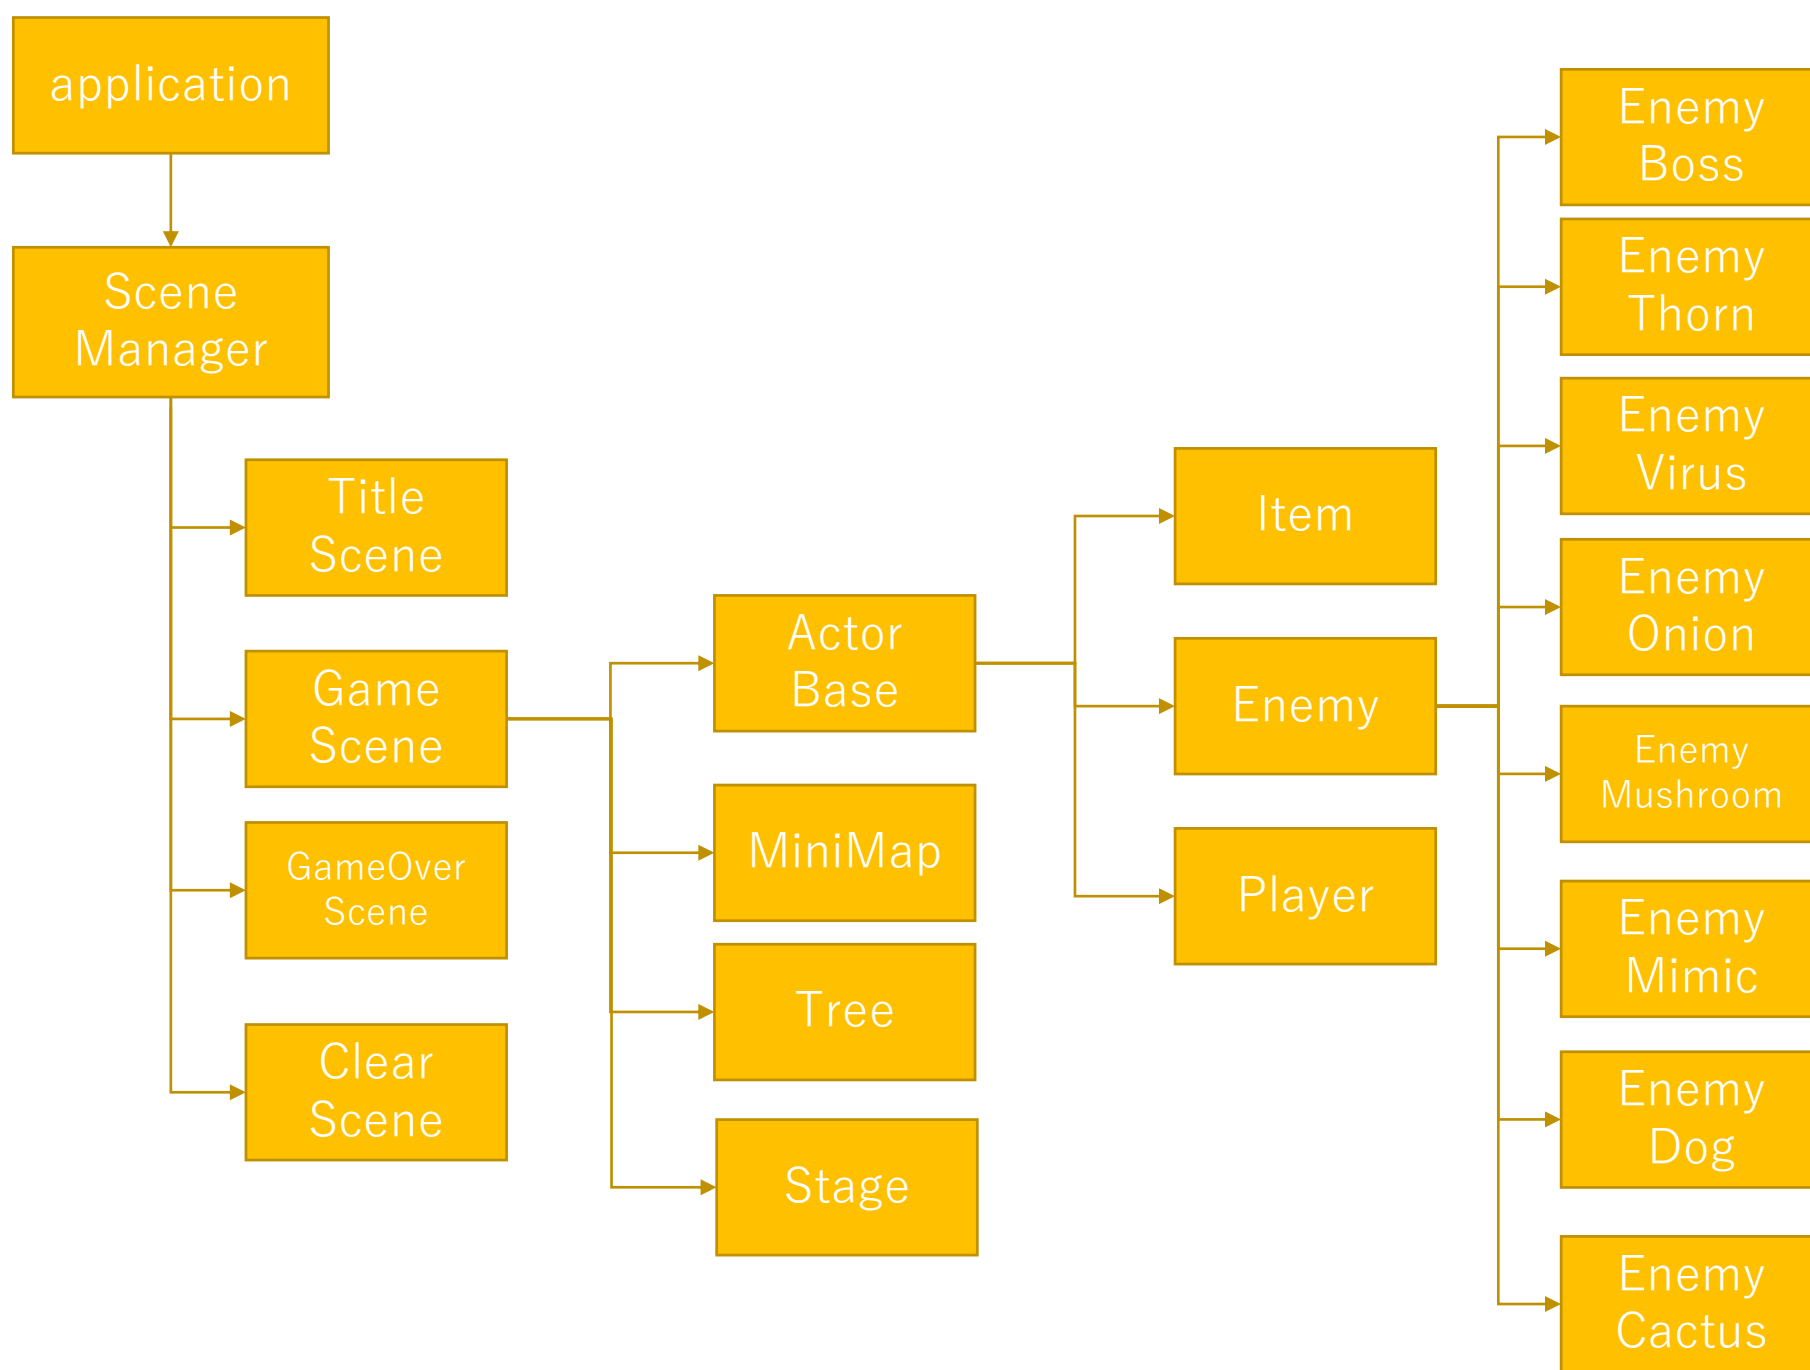 application
Scene
Manager
Title
Scene
Game
Scene
GameOver
Scene
Clear
Scene
Actor
Base
MiniMap
Tree
Stage
Item
Enemy
Player
Enemy
Boss
Enemy
Thorn
Enemy
Virus
Enemy
Onion
Enemy
Mushroom
Enemy
Mimic
Enemy
Dog
Enemy
Cactus